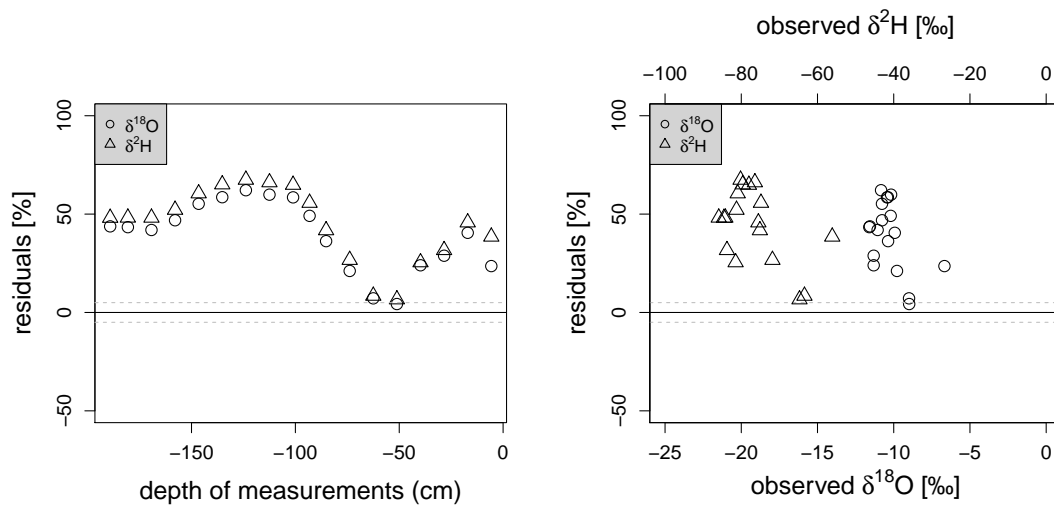 δ¹⁸O
δ²H
100
50
0
−50
residuals [%]
−150
−100
−50
0
depth of measurements (cm)
observed δ²H [‰]
−100
−80
−60
−40
−20
0
δ¹⁸O
δ²H
100
50
0
−50
residuals [%]
−25
−20
−15
−10
−5
0
observed δ¹⁸O [‰]